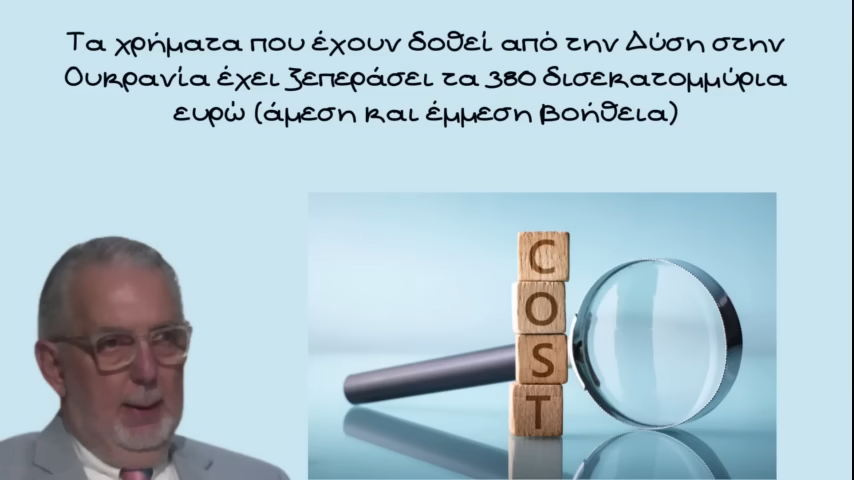 Τα χρήματα που έχουν δοθεί από την Δύση στην
Ουκρανία έχει ξεπεράσει τα 380 δισεκατομμύρια
ευρώ (άμεση και έμμεση βοήθεια)
C
O
S
T